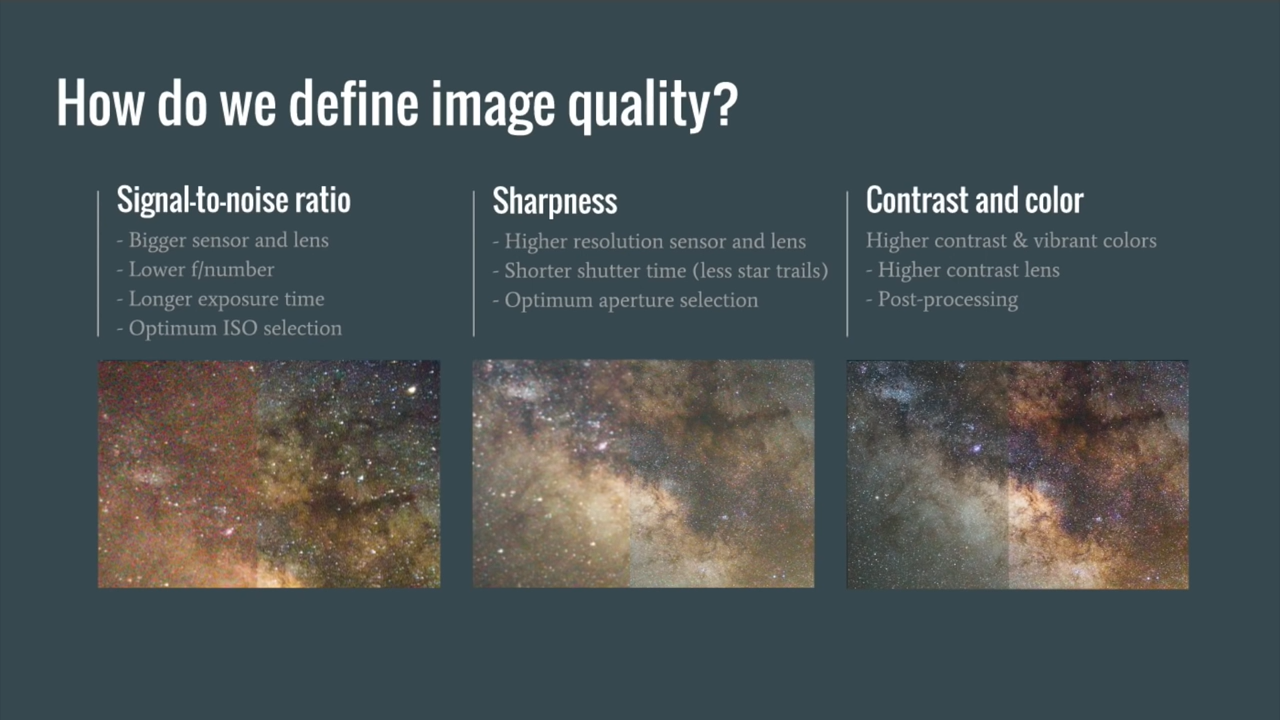 How do we define image quality?
Signal-to-noise ratio
- Bigger sensor and lens
- Lower f/number
- Longer exposure time
- Optimum ISO selection
Sharpness
- Higher resolution sensor and lens
- Shorter shutter time (less star trails)
- Optimum aperture selection
Contrast and color
Higher contrast & vibrant colors
- Higher contrast lens
- Post-processing